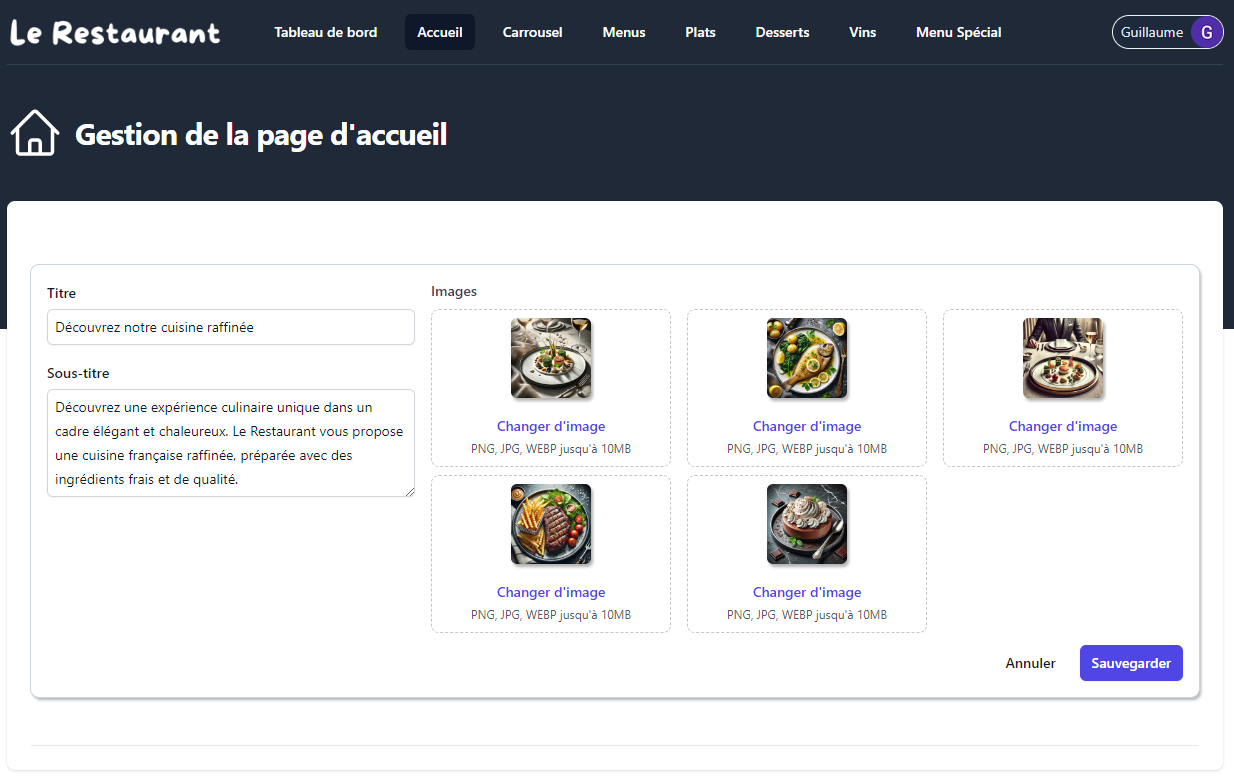 Le Restaurant
Tableau de bord
Accueil
Carrousel
Menus
Plats
Desserts
Vins
Menu Spécial
Guillaume
G
Gestion de la page d'accueil
Titre
Découvrez notre cuisine raffinée
Sous-titre
Découvrez une expérience culinaire unique dans un
cadre élégant et chaleureux. Le Restaurant vous propose
une cuisine française raffinée, préparée avec des
ingrédients frais et de qualité.
Images
Changer d'image
PNG, JPG, WEBP jusqu'à 10MB
Changer d'image
PNG, JPG, WEBP jusqu'à 10MB
Changer d'image
PNG, JPG, WEBP jusqu'à 10MB
Changer d'image
PNG, JPG, WEBP jusqu'à 10MB
Changer d'image
PNG, JPG, WEBP jusqu'à 10MB
Annuler
Sauvegarder